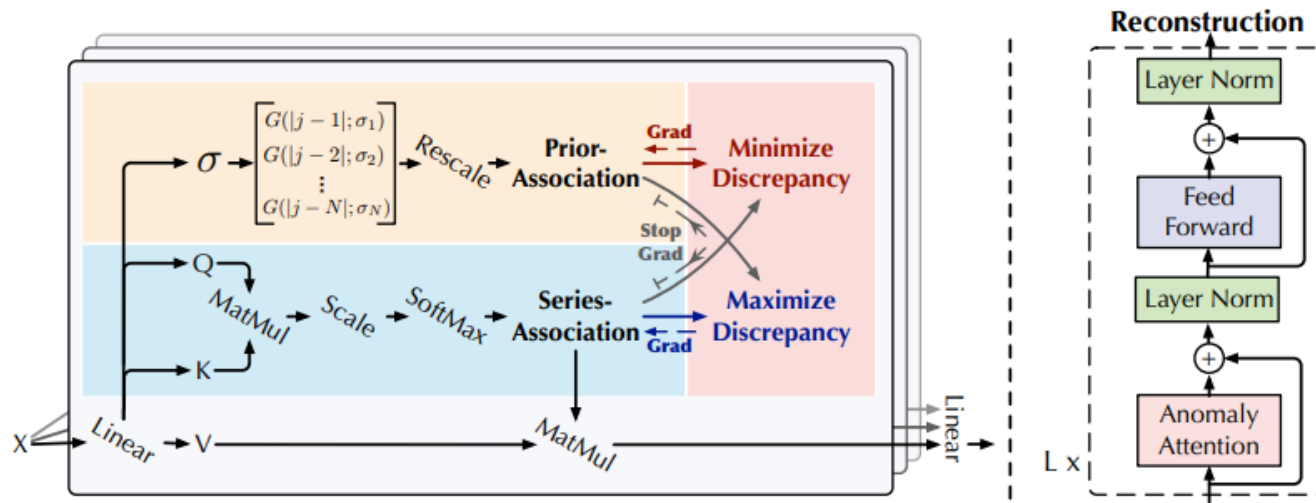 Reconstruction
Layer Norm
+
Feed
Forward
Layer Norm
+
Anomaly
Attention
L x
σ
G(|j − 1|; σ₁)
G(|j − 2|; σ₂)
⋮
G(|j − N|; σ_N)
Rescale
Prior-
Association
Grad
Minimize
Discrepancy
Stop
Grad
Q
MatMul
K
Scale
SoftMax
Series-
Association
Grad
Maximize
Discrepancy
X
Linear
V
MatMul
Linear